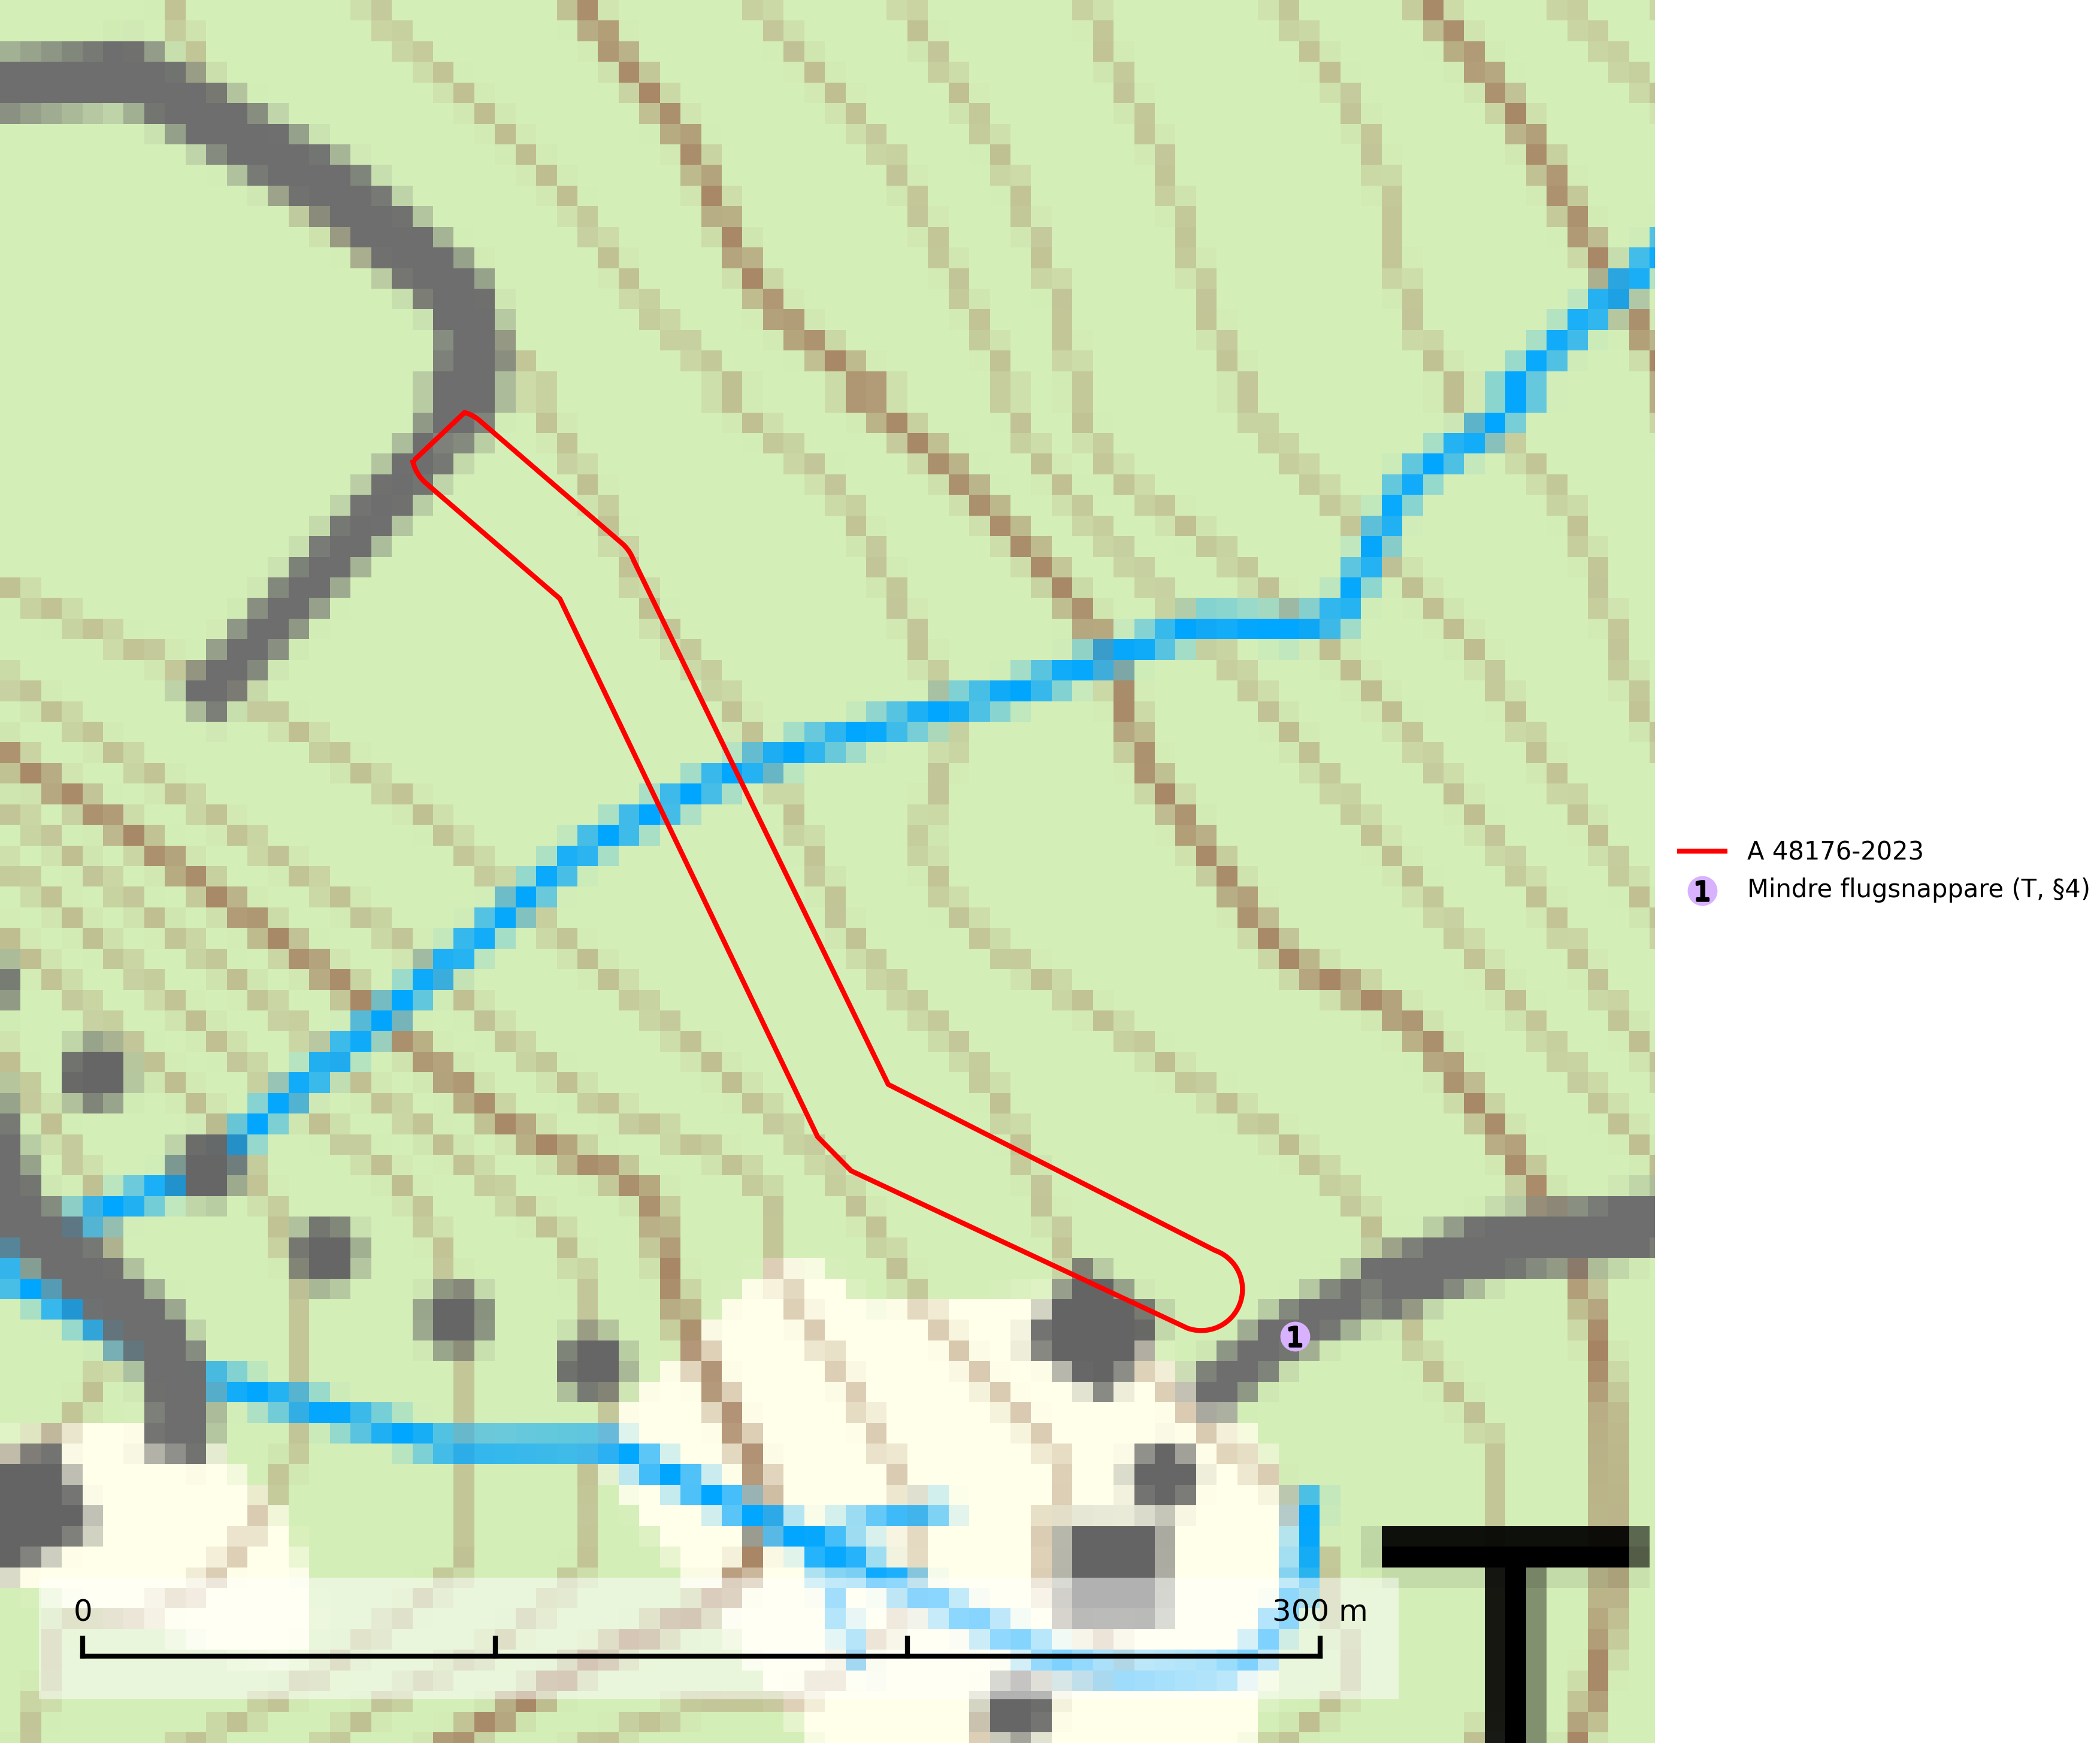 A 48176-2023
1 Mindre flugsnappare (T, §4)
1
0 300 m